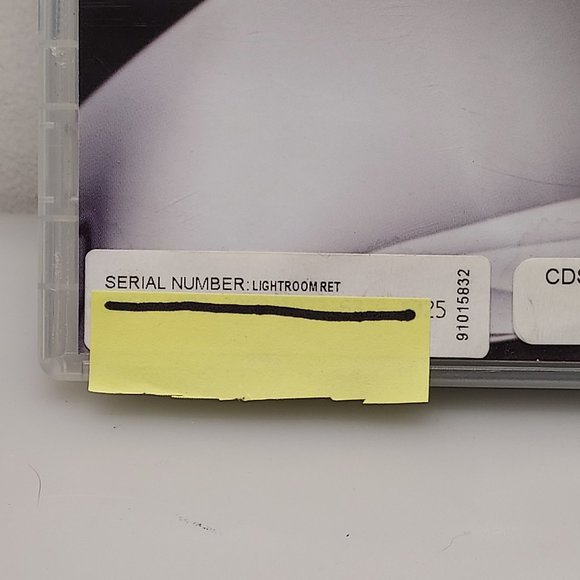 SERIAL NUMBER: LIGHTROOM RET
25
91015832
CDS